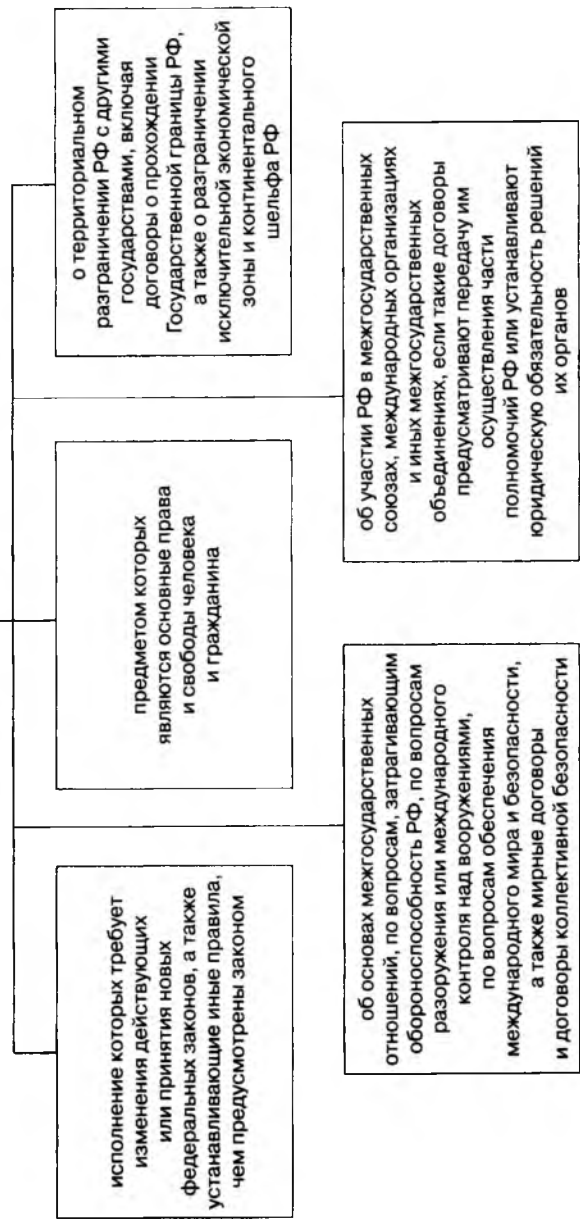 исполнение которых требует
изменения действующих
или принятия новых
федеральных законов, а также
устанавливающие иные правила,
чем предусмотрены законом
предметом которых
являются основные права
и свободы человека
и гражданина
о территориальном
разграничении РФ с другими
государствами, включая
договоры о прохождении
Государственной границы РФ,
а также о разграничении
исключительной экономической
зоны и континентального
шельфа РФ
об основах межгосударственных
отношений, по вопросам, затрагивающим
обороноспособность РФ, по вопросам
разоружения или международного
контроля над вооружениями,
по вопросам обеспечения
международного мира и безопасности,
а также мирные договоры
и договоры коллективной безопасности
об участии РФ в межгосударственных
союзах, международных организациях
и иных межгосударственных
объединениях, если такие договоры
предусматривают передачу им
осуществления части
полномочий РФ или устанавливают
юридическую обязательность решений
их органов